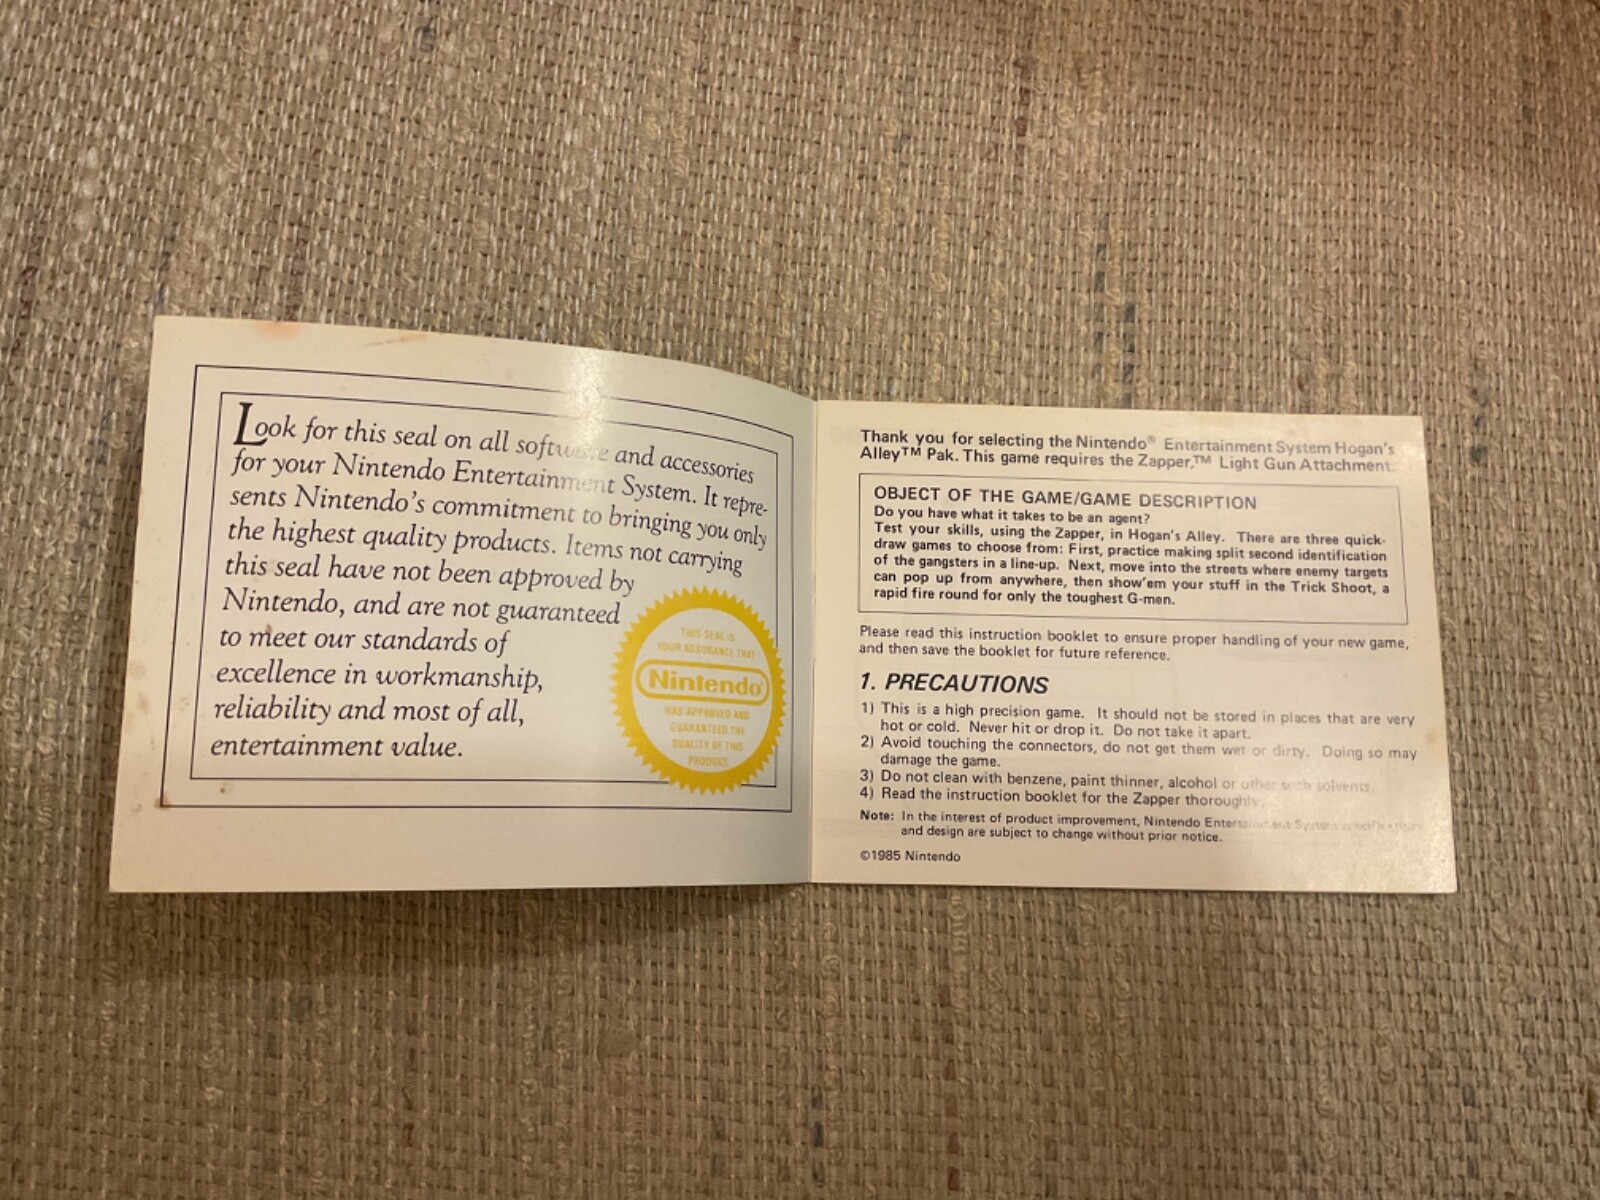 Look for this seal on all software and accessories
for your Nintendo Entertainment System. It repre-
sents Nintendo's commitment to bringing you only
the highest quality products. Items not carrying
this seal have not been approved by
Nintendo, and are not guaranteed
to meet our standards of
excellence in workmanship,
reliability and most of all,
entertainment value.
THIS SEAL IS
YOUR ASSURANCE THAT
Nintendo®
HAS APPROVED AND
GUARANTEED THE
QUALITY OF THIS
PRODUCT.
Thank you for selecting the Nintendo® Entertainment System Hogan's
Alley™ Pak. This game requires the Zapper,™ Light Gun Attachment.
OBJECT OF THE GAME/GAME DESCRIPTION
Do you have what it takes to be an agent?
Test your skills, using the Zapper, in Hogan's Alley. There are three quick-
draw games to choose from: First, practice making split second identification
of the gangsters in a line-up. Next, move into the streets where enemy targets
can pop up from anywhere, then show'em your stuff in the Trick Shoot, a
rapid fire round for only the toughest G-men.
Please read this instruction booklet to ensure proper handling of your new game,
and then save the booklet for future reference.
1. PRECAUTIONS
1) This is a high precision game. It should not be stored in places that are very
hot or cold. Never hit or drop it. Do not take it apart.
2) Avoid touching the connectors, do not get them wet or dirty. Doing so may
damage the game.
3) Do not clean with benzene, paint thinner, alcohol or other such solvents.
4) Read the instruction booklet for the Zapper thoroughly.
Note: In the interest of product improvement, Nintendo Entertainment System specifications
and design are subject to change without prior notice.
©1985 Nintendo